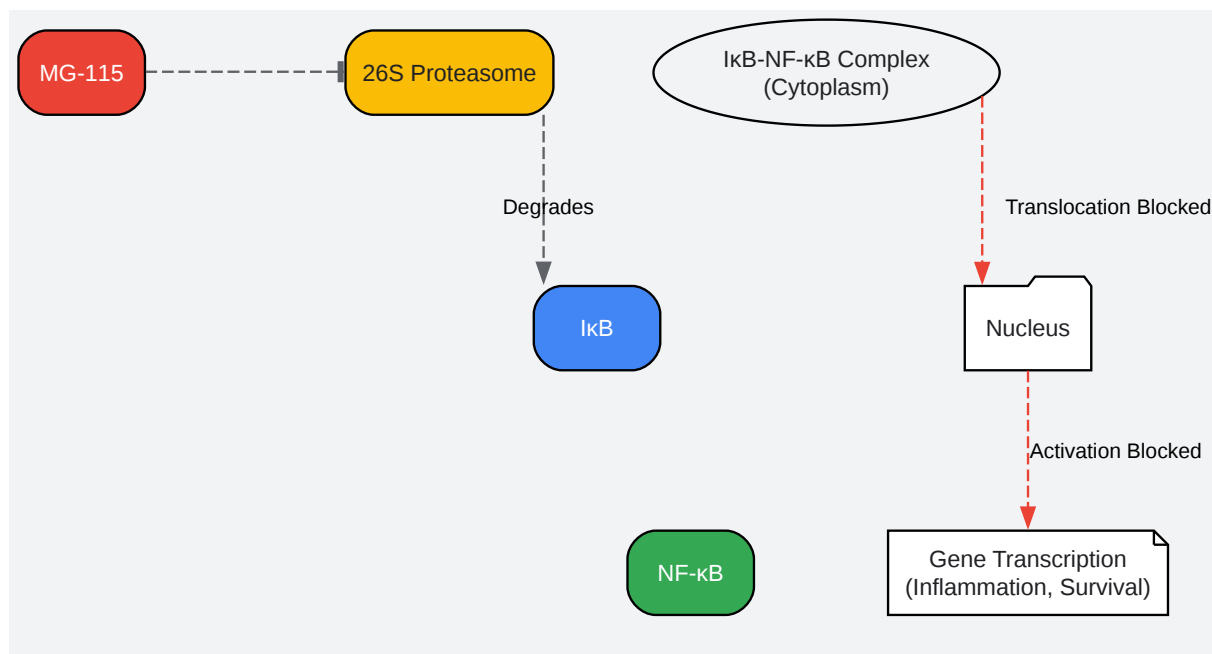 MG-115
26S Proteasome
IκB-NF-κB Complex
(Cytoplasm)
Degrades
Translocation Blocked
IκB
Nucleus
Activation Blocked
NF-κB
Gene Transcription
(Inflammation, Survival)